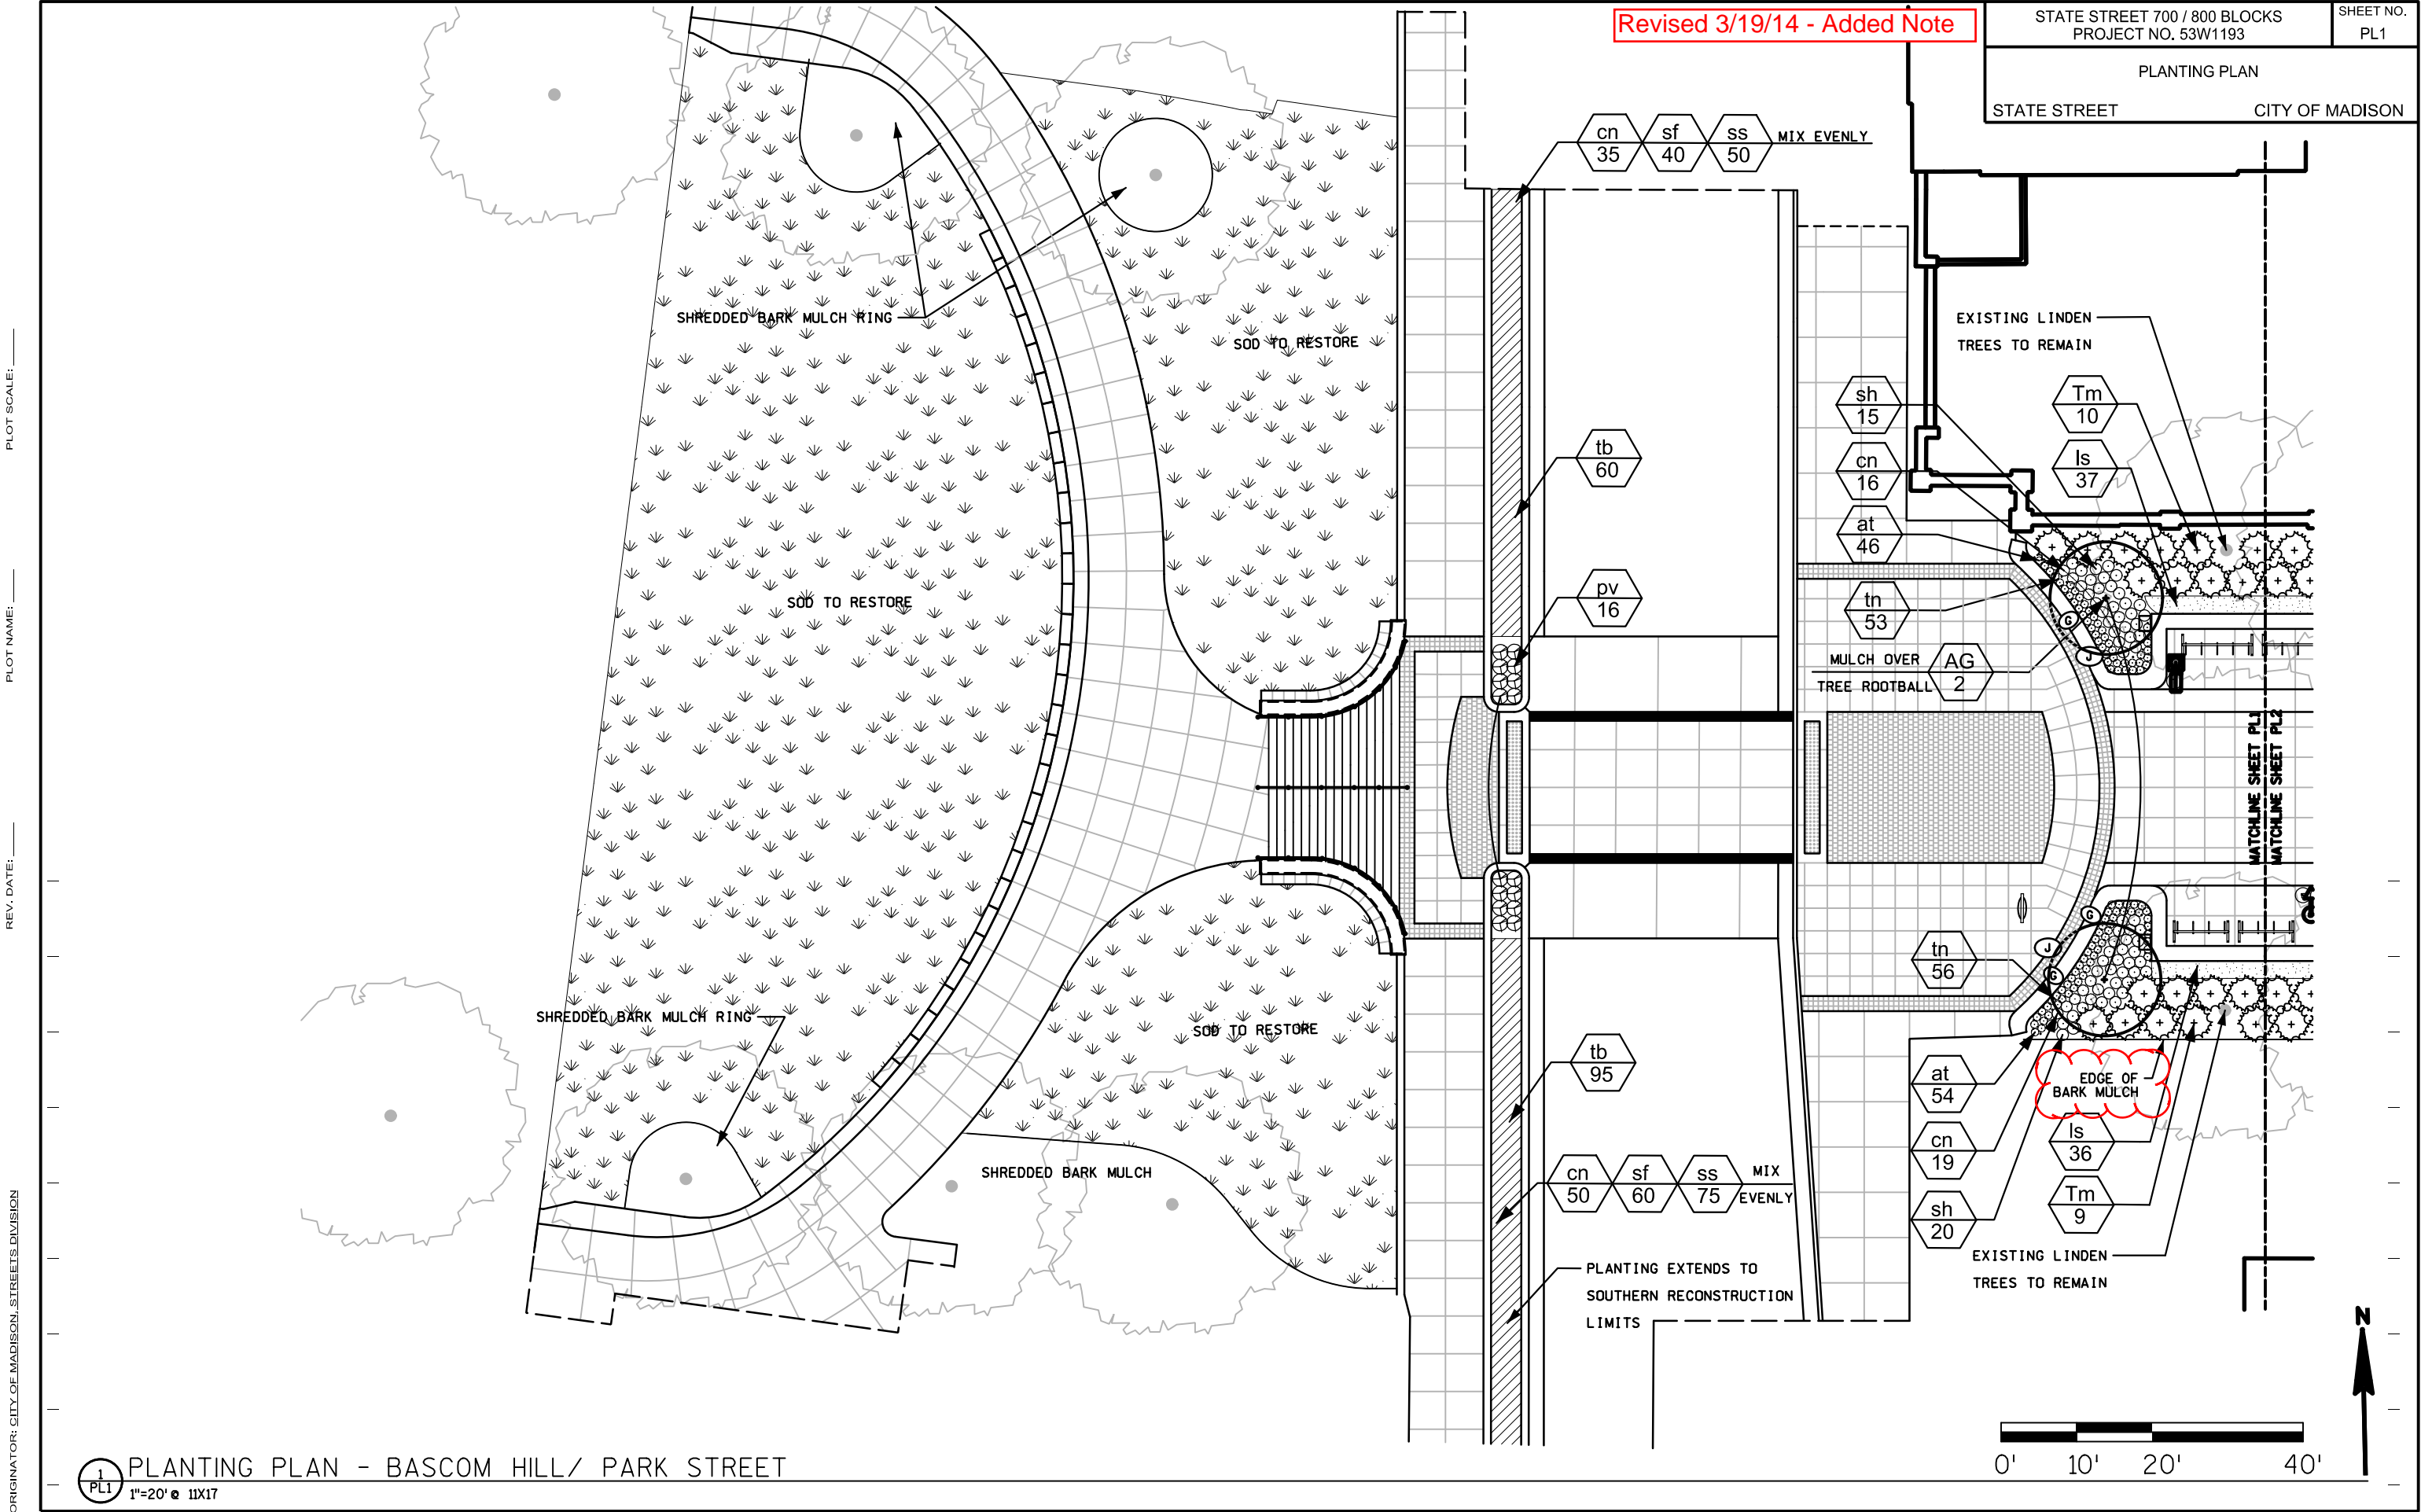 Revised 3/19/14 - Added Note
STATE STREET 700 / 800 BLOCKS
PROJECT NO. 53W1193
SHEET NO.
PL1
PLANTING PLAN
STATE STREET
CITY OF MADISON
cn
35
sf
40
ss
50
MIX EVENLY
SHREDDED BARK MULCH RING
SOD TO RESTORE
EXISTING LINDEN
TREES TO REMAIN
sh
15
Tm
10
cn
16
ls
37
at
46
tb
60
pv
16
tn
53
SOD TO RESTORE
MULCH OVER
TREE ROOTBALL
AG
2
G
J
MATCHLINE SHEET PL1
MATCHLINE SHEET PL2
G
J
G
tn
56
SHREDDED BARK MULCH RING
SOD TO RESTORE
tb
95
at
54
EDGE OF
BARK MULCH
cn
19
ls
36
SHREDDED BARK MULCH
cn
50
sf
60
ss
75
MIX
EVENLY
sh
20
Tm
9
EXISTING LINDEN
TREES TO REMAIN
PLANTING EXTENDS TO
SOUTHERN RECONSTRUCTION
LIMITS
N
0'
10'
20'
40'
1
PL1
PLANTING PLAN - BASCOM HILL/ PARK STREET
1"=20' @ 11X17
PLOT SCALE:
PLOT NAME:
REV. DATE:
ORIGINATOR: CITY OF MADISON, STREETS DIVISION